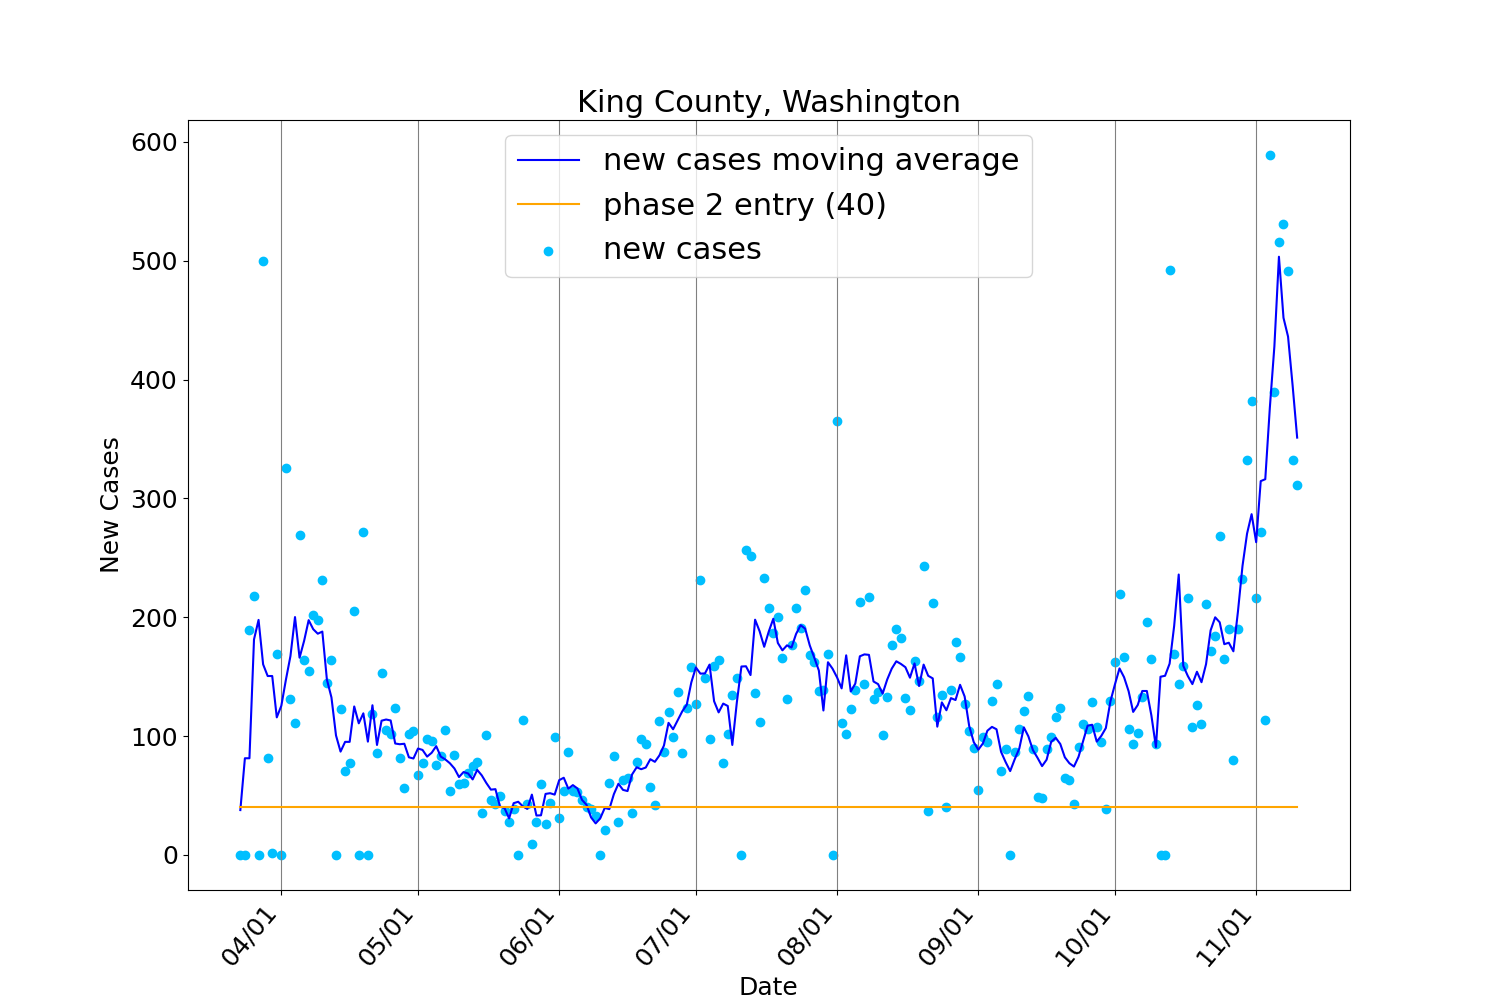 King County, Washington
new cases moving average
phase 2 entry (40)
new cases
New Cases
600
500
400
300
200
100
0
04/01
05/01
06/01
07/01
08/01
09/01
10/01
11/01
Date